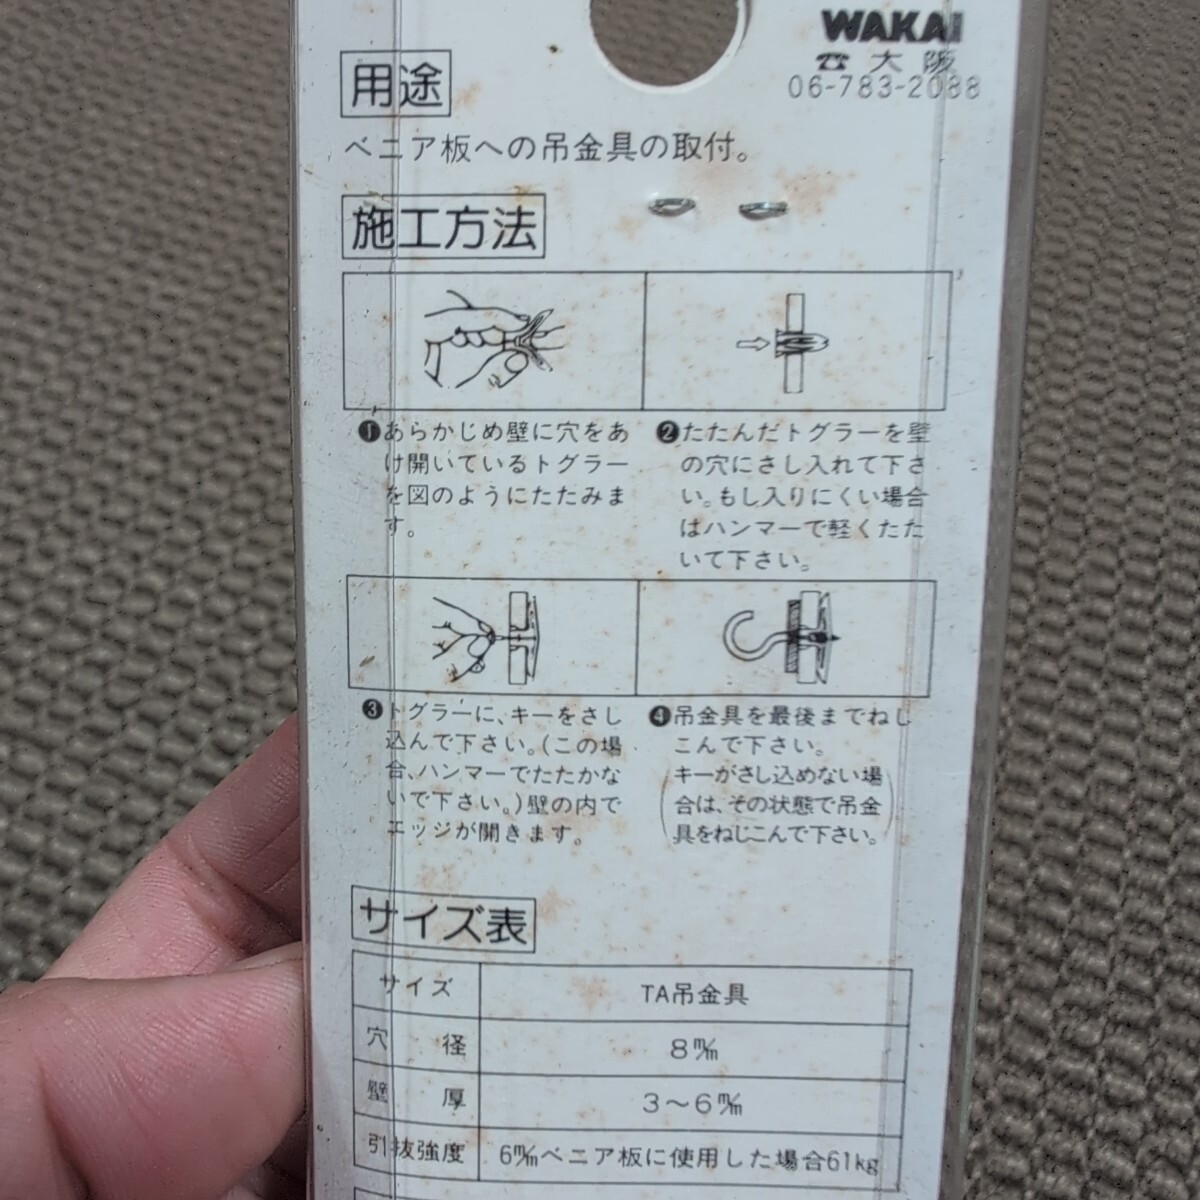 WAKAI
☎ 大阪
06-783-2088
用途
ベニア板への吊金具の取付。
施工方法
❶あらかじめ壁に穴をあ
け開いているトグラー
を図のようにたたみま
す。
❷たたんだトグラーを壁
の穴にさし入れて下さ
い。もし入りにくい場合
はハンマーで軽くたた
いて下さい。
❸トグラーに、キーをさし
込んで下さい。(この場
合、ハンマーでたたかな
いで下さい。)壁の内で
エッジが開きます。
❹吊金具を最後までねじ
こんで下さい。
(キーがさし込めない場
合は、その状態で吊金
具をねじこんで下さい。)
サイズ表
サイズ TA吊金具
穴径 8㎜
壁厚 3～6㎜
引抜強度 6㎜ベニア板に使用した場合61kg